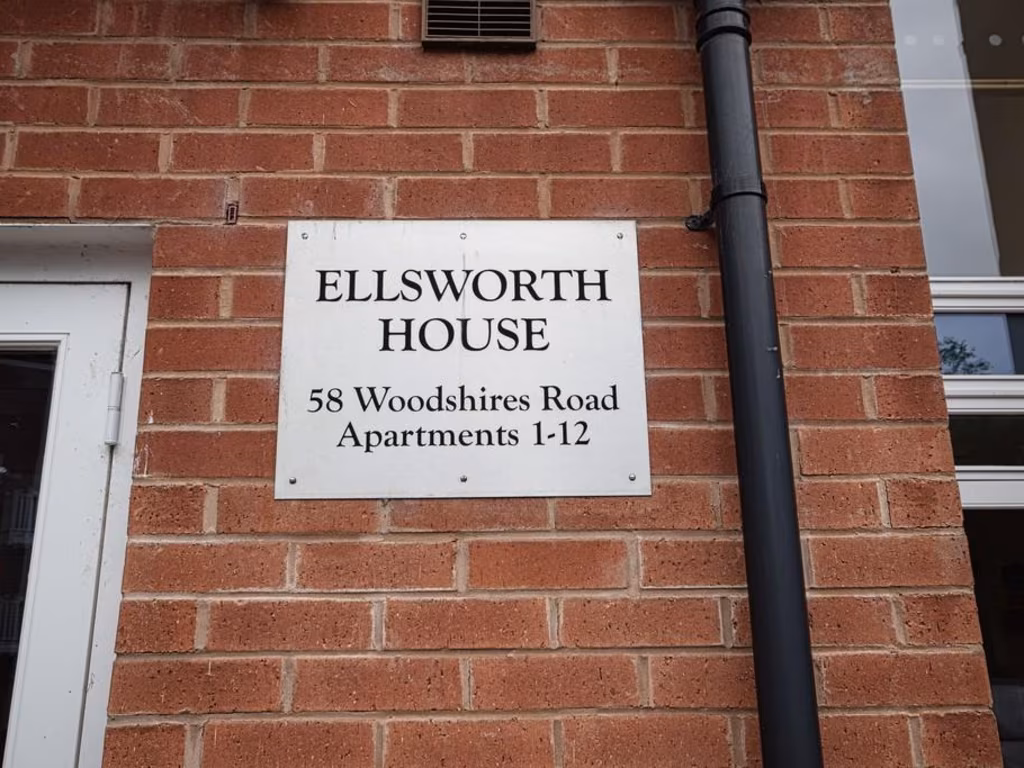 ELLSWORTH
HOUSE
58 Woodshires Road
Apartments 1-12